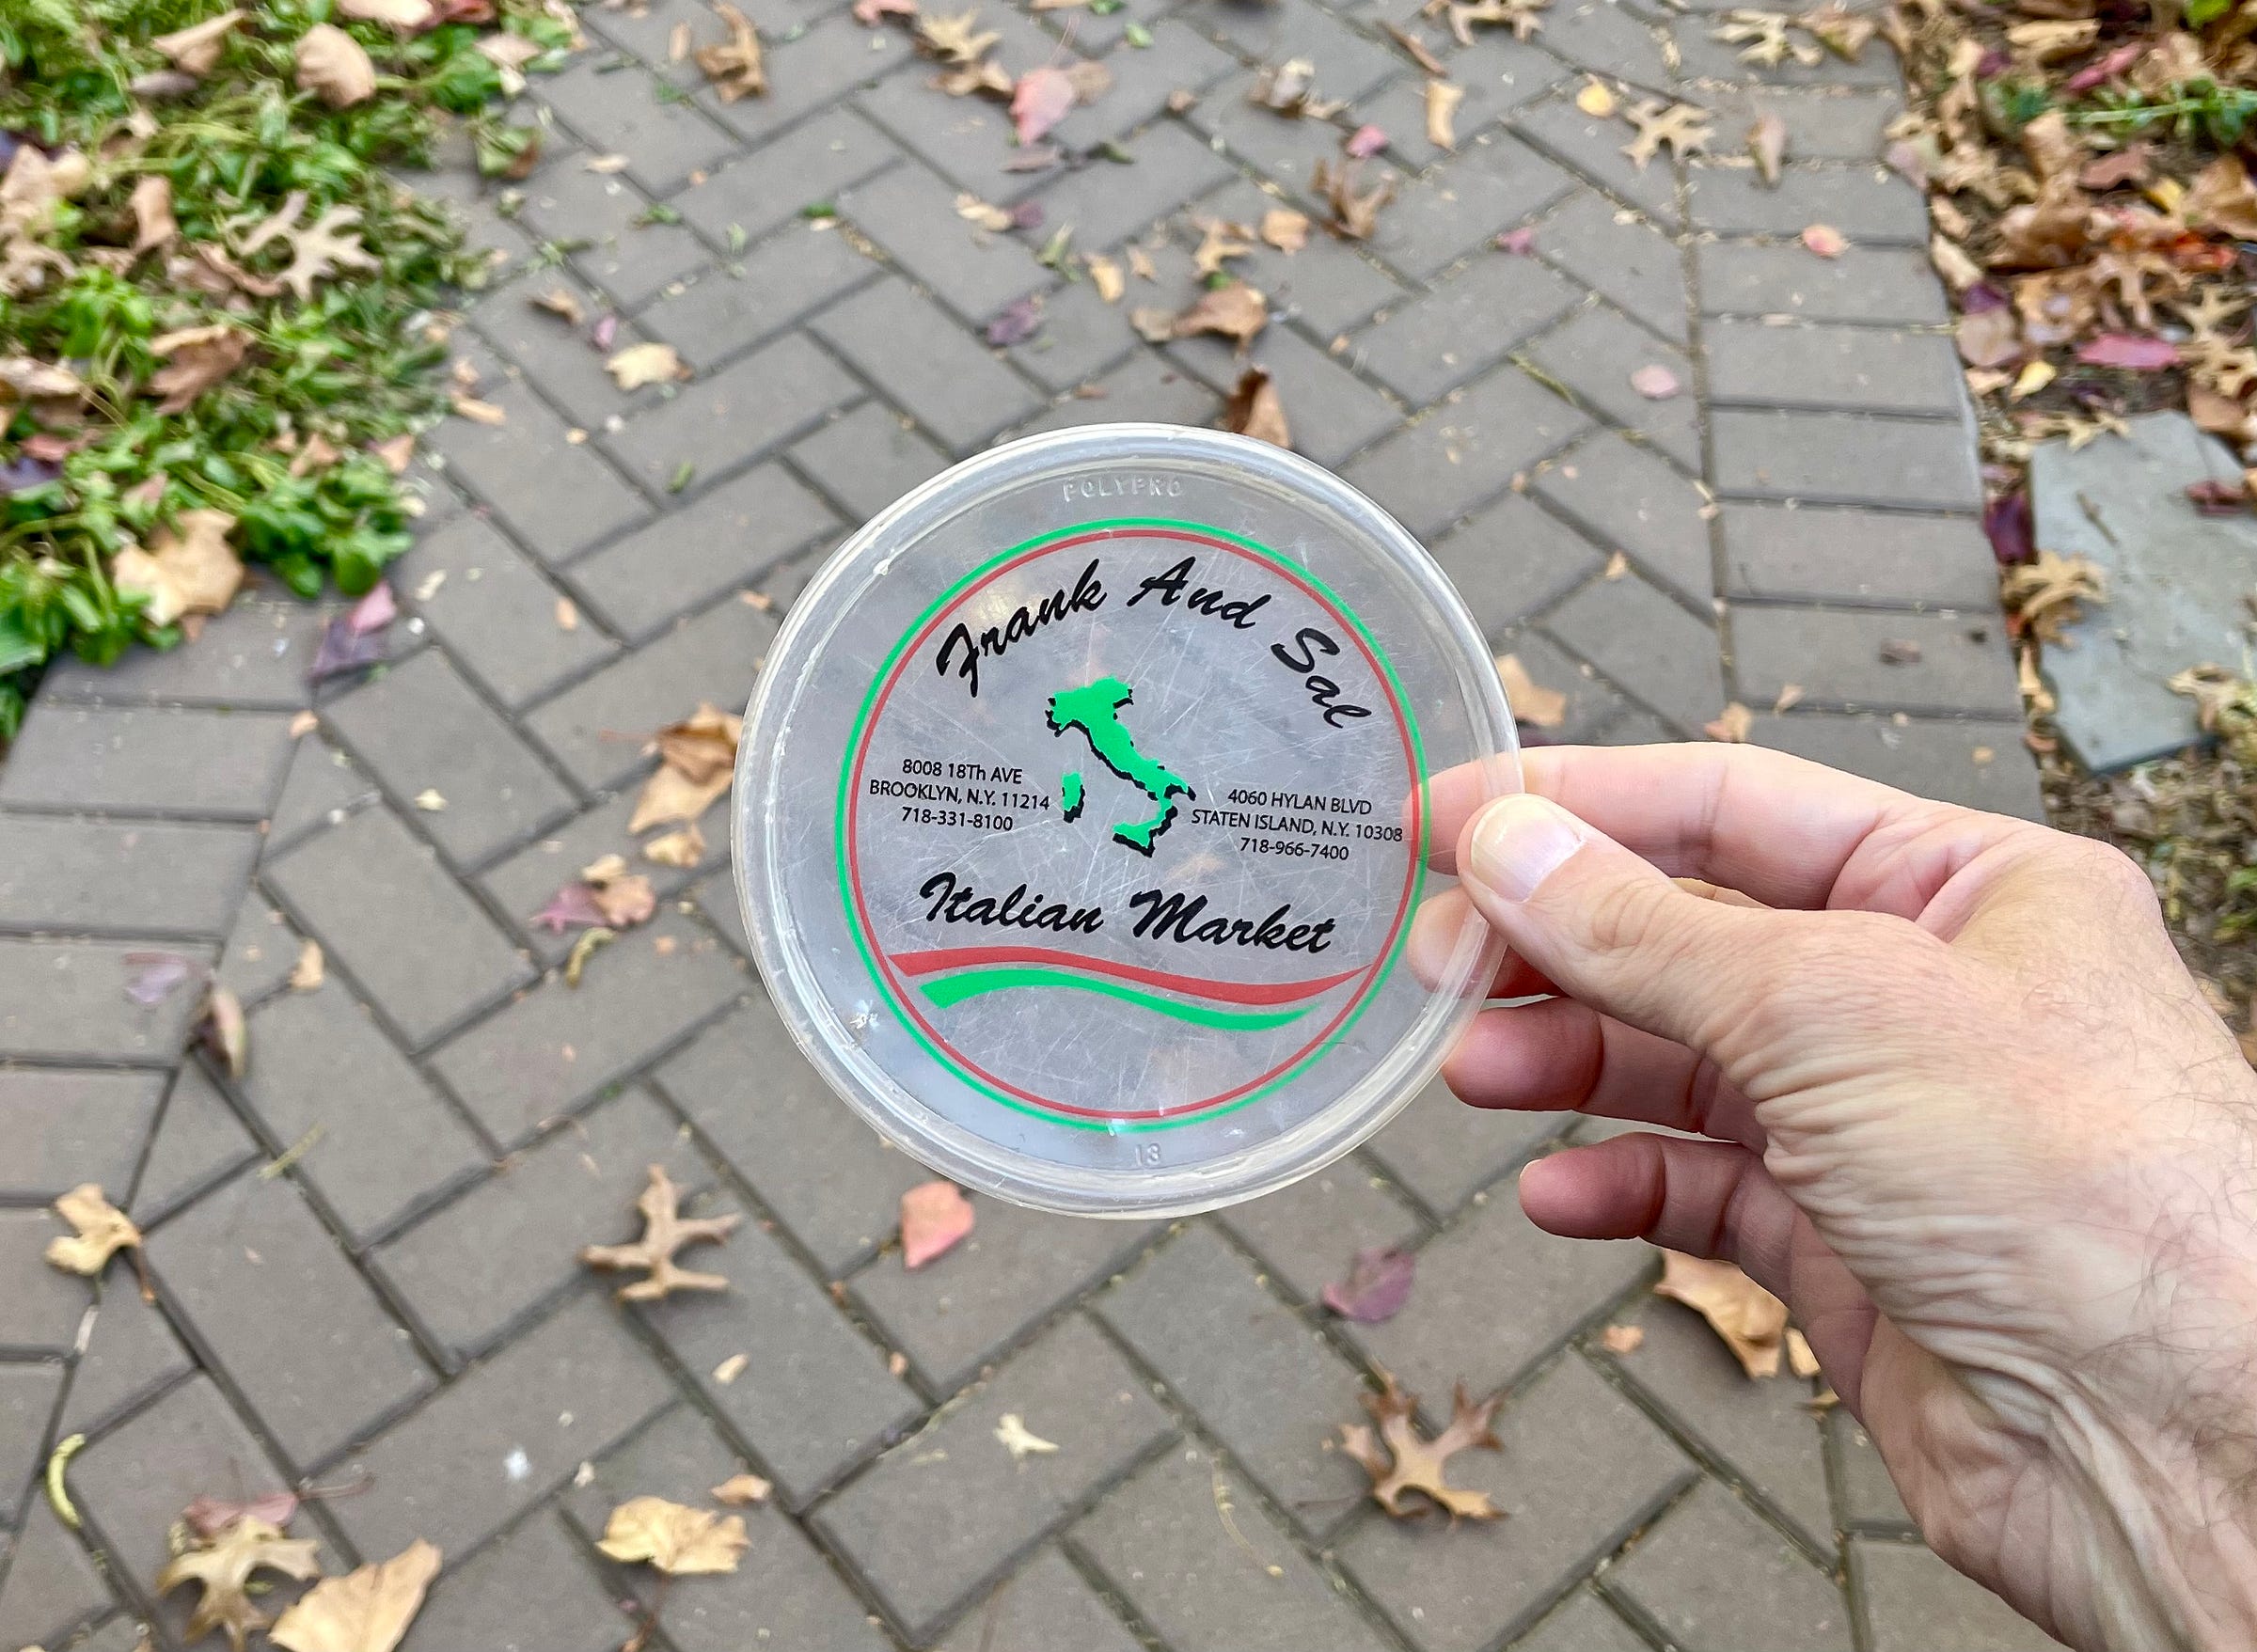 POLYPRO
Frank And Sal
8008 18Th AVE
BROOKLYN, N.Y. 11214
718-331-8100
4060 HYLAN BLVD
STATEN ISLAND, N.Y. 10308
718-966-7400
Italian Market
13